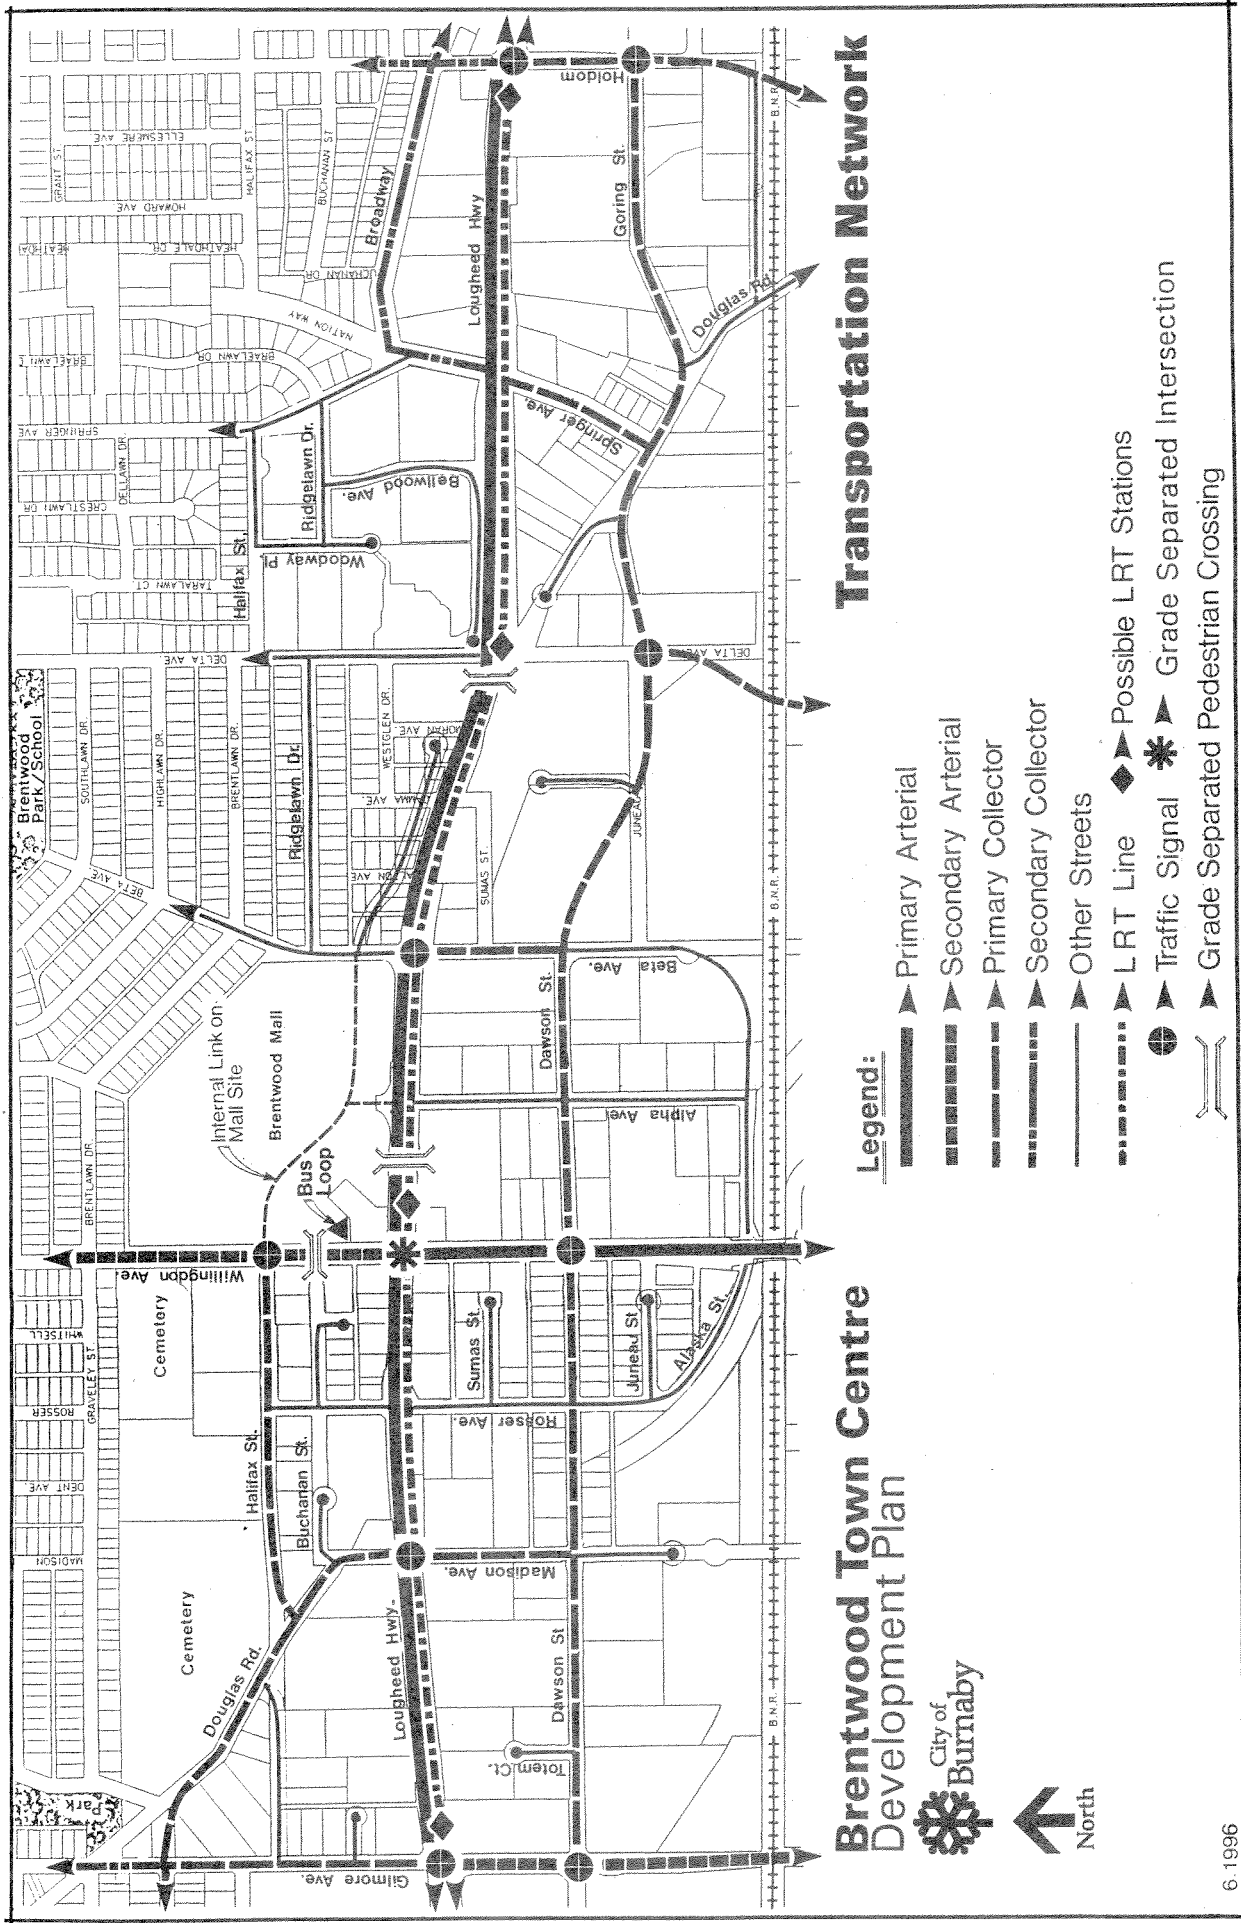 Brentwood Town Centre
Development Plan
City of
Burnaby
North
6.1996
Transportation Network
Legend:
Primary Arterial
Secondary Arterial
Primary Collector
Secondary Collector
Other Streets
LRT Line
Possible LRT Stations
Traffic Signal
Grade Separated Intersection
Grade Separated Pedestrian Crossing
Park
Cemetery
Cemetery
MADISON
DENT AVE.
ROSSER
WHITSELL
GRAVELEY ST.
BRENTLAWN DR
Willingdon Ave.
Halifax St.
Douglas Rd.
Buchanan St.
Lougheed Hwy.
Gilmore Ave.
Totem Ct.
Dawson St
Madison Ave.
Rosser Ave.
Sumas St.
Juneau St
Alaska St.
B.N.R.
Bus
Loop
Internal Link on
Mall Site
Brentwood Mall
Alpha Ave
Dawson St.
Beta Ave.
B.N.R.
Brentwood
Park/School
BETA AVE.
SOUTHLAWN DR.
HIGHLAWN DR.
BRENTLAWN DR.
Ridgelawn Dr.
WESTGLEN DR.
SUMAS ST.
JUNEAU
DELTA AVE
DELTA AVE
TARALAWN CT
CRESTLAWN DR
DELLAWN DR
SPRINGER AVE
Halifax St.
Woodway Pl.
Ridgelawn Dr.
Bellwood Ave.
Springer Ave.
BRAELAWN DR
HEATHDALE DR.
HOWARD AVE
ELLESMERE AVE
GRANT ST
HALIFAX ST
BUCHANAN ST
Broadway
Lougheed Hwy
Goring St.
Douglas Rd.
Holdom
B.N.R.